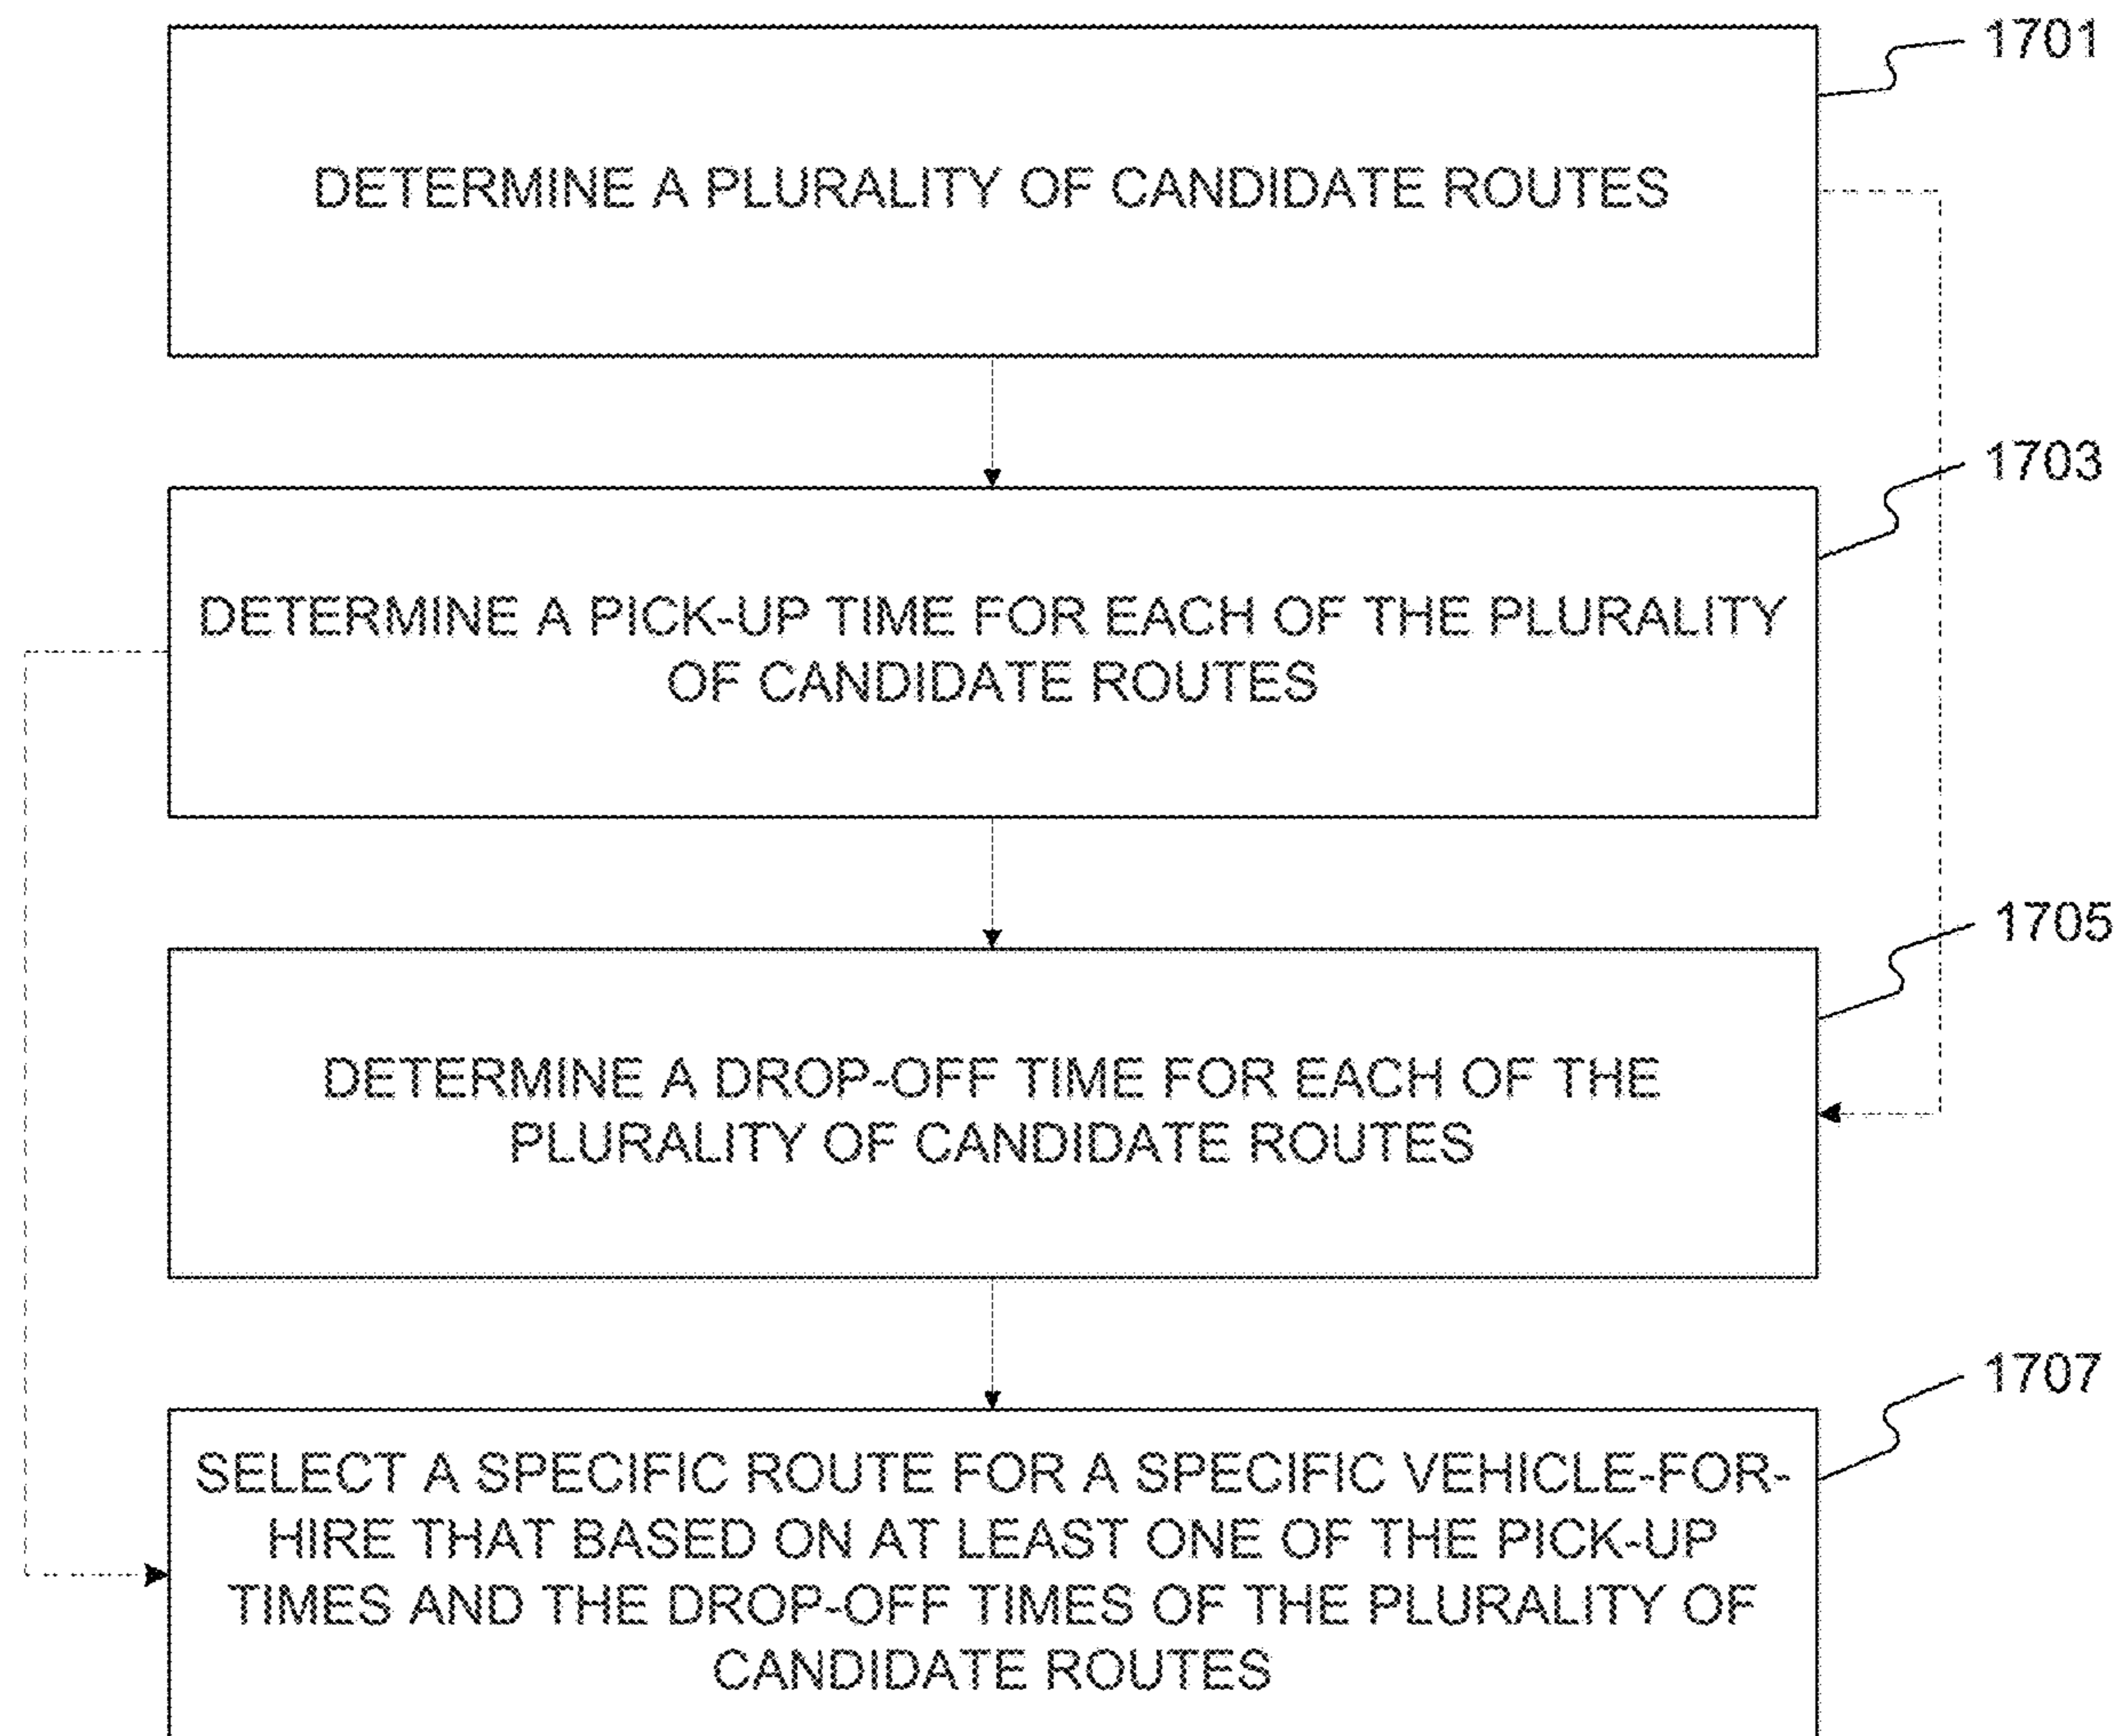 1701
DETERMINE A PLURALITY OF CANDIDATE ROUTES
1703
DETERMINE A PICK-UP TIME FOR EACH OF THE PLURALITY
OF CANDIDATE ROUTES
1705
DETERMINE A DROP-OFF TIME FOR EACH OF THE
PLURALITY OF CANDIDATE ROUTES
1707
SELECT A SPECIFIC ROUTE FOR A SPECIFIC VEHICLE-FOR-
HIRE THAT BASED ON AT LEAST ONE OF THE PICK-UP
TIMES AND THE DROP-OFF TIMES OF THE PLURALITY OF
CANDIDATE ROUTES